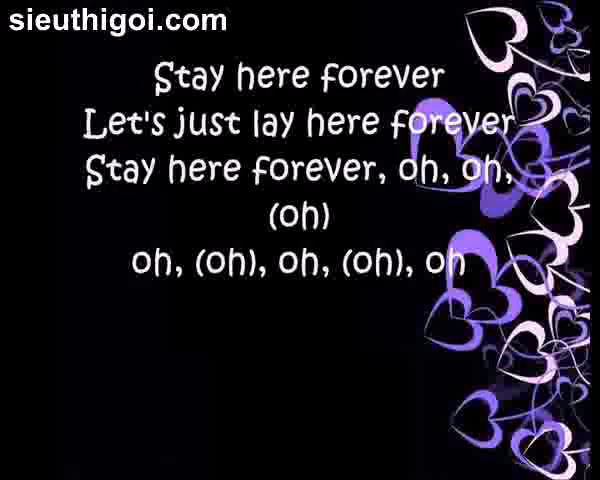 sieuthigoi.com
Stay here forever
Let's just lay here forever
Stay here forever, oh, oh,
(oh)
oh, (oh), oh, (oh), oh